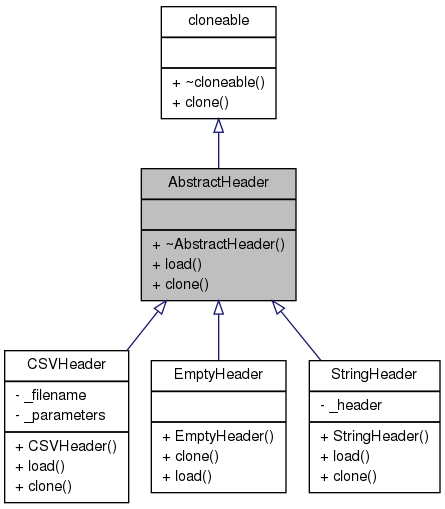 cloneable
+ ~cloneable()
+ clone()
AbstractHeader
+ ~AbstractHeader()
+ load()
+ clone()
CSVHeader
- _filename
- _parameters
+ CSVHeader()
+ load()
+ clone()
EmptyHeader
+ EmptyHeader()
+ clone()
+ load()
StringHeader
- _header
+ StringHeader()
+ load()
+ clone()